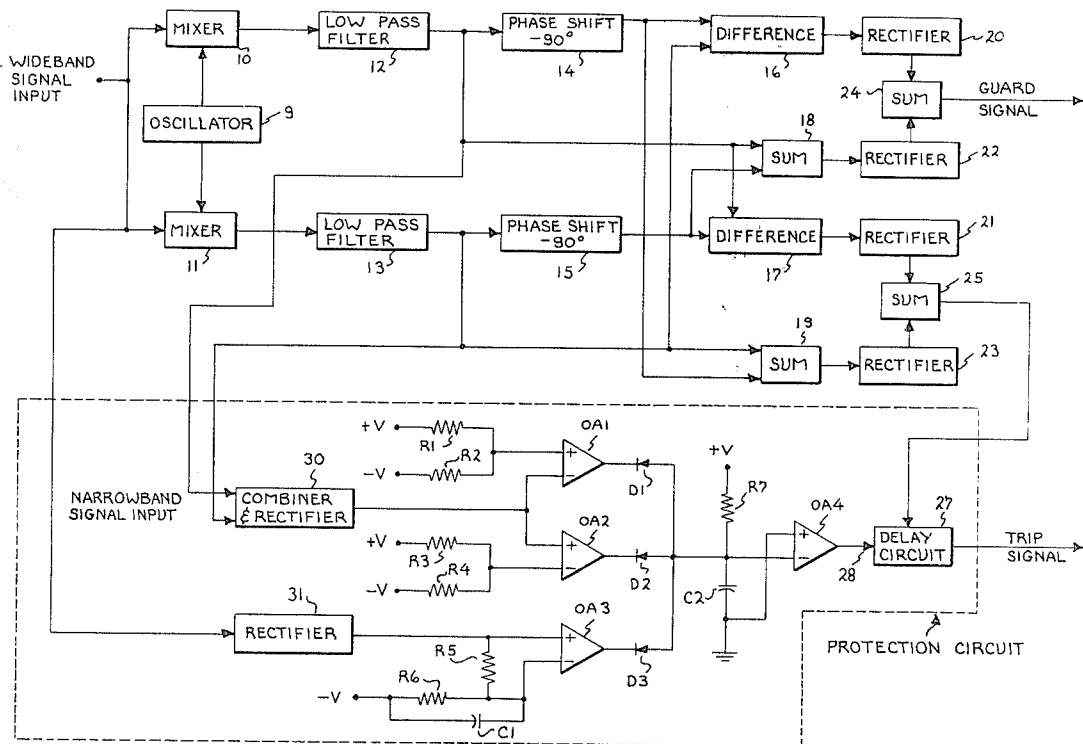 MIXER
10
LOW PASS
FILTER
12
PHASE SHIFT
-90°
14
DIFFERENCE
16
RECTIFIER
20
WIDEBAND
SIGNAL
INPUT
OSCILLATOR
9
24
SUM
GUARD
SIGNAL
18
SUM
RECTIFIER
22
MIXER
11
LOW PASS
FILTER
13
PHASE SHIFT
-90°
15
DIFFERENCE
17
RECTIFIER
21
25
SUM
19
SUM
RECTIFIER
23
+V
R1
-V
R2
OA1
D1
30
COMBINER
& RECTIFIER
NARROWBAND
SIGNAL INPUT
+V
R3
-V
R4
OA2
D2
+V
R7
C2
OA4
28
DELAY
CIRCUIT
27
TRIP
SIGNAL
31
RECTIFIER
R5
OA3
D3
-V
R6
C1
PROTECTION CIRCUIT
+
-
+
-
+
-
+
-